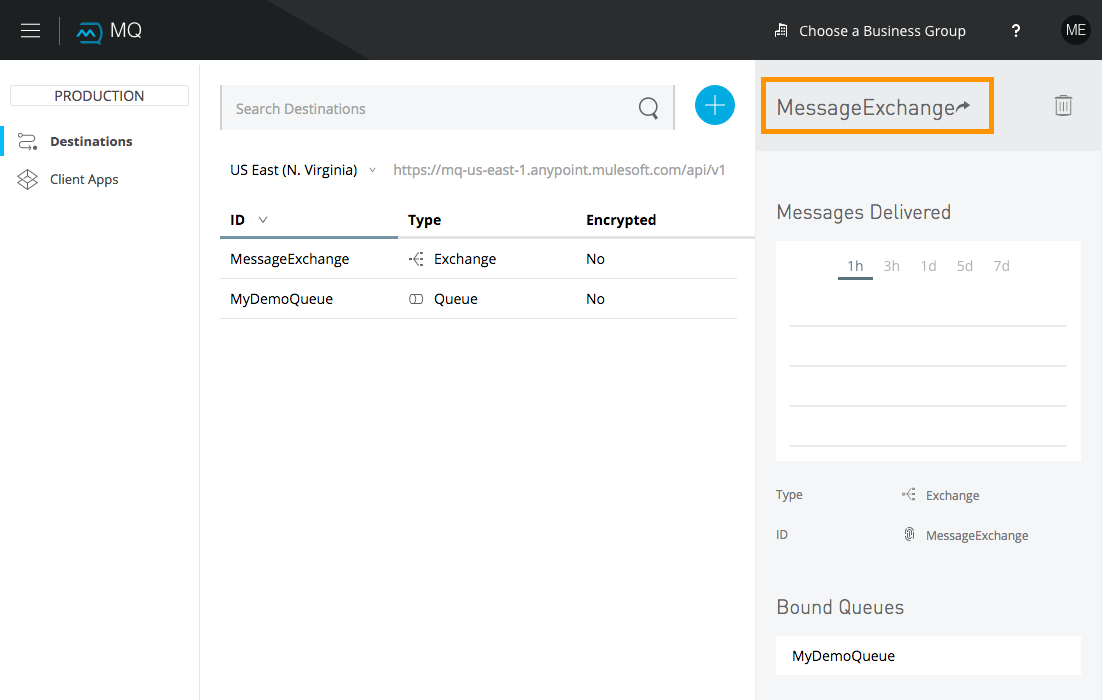 MQ
Choose a Business Group
?
ME
PRODUCTION
Destinations
Client Apps
Search Destinations
US East (N. Virginia)
https://mq-us-east-1.anypoint.mulesoft.com/api/v1
ID Type Encrypted
MessageExchange Exchange No
MyDemoQueue Queue No
MessageExchange
Messages Delivered
1h 3h 1d 5d 7d
Type Exchange
ID MessageExchange
Bound Queues
MyDemoQueue